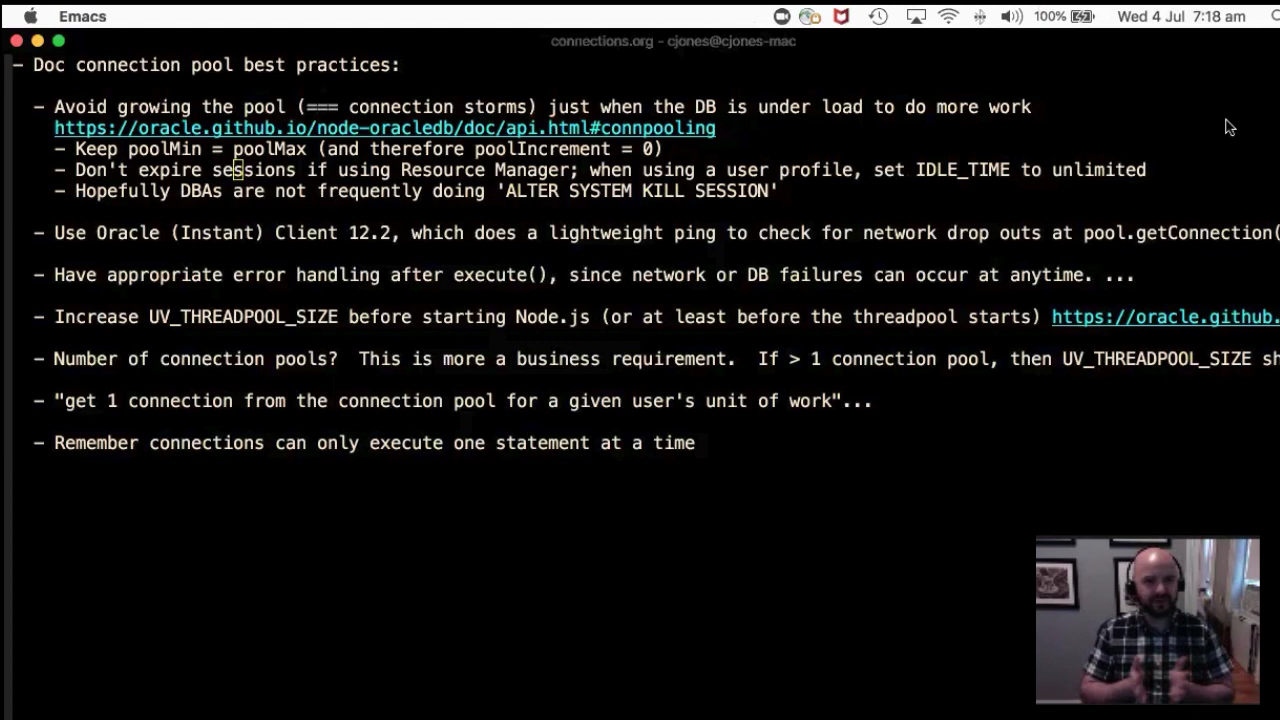 Emacs
100%
Wed 4 Jul 7:18 am
connections.org - cjones@cjones-mac
- Doc connection pool best practices:
- Avoid growing the pool (=== connection storms) just when the DB is under load to do more work
https://oracle.github.io/node-oracledb/doc/api.html#connpooling
- Keep poolMin = poolMax (and therefore poolIncrement = 0)
- Don't expire sessions if using Resource Manager; when using a user profile, set IDLE_TIME to unlimited
- Hopefully DBAs are not frequently doing 'ALTER SYSTEM KILL SESSION'
- Use Oracle (Instant) Client 12.2, which does a lightweight ping to check for network drop outs at pool.getConnection(
- Have appropriate error handling after execute(), since network or DB failures can occur at anytime. ...
- Increase UV_THREADPOOL_SIZE before starting Node.js (or at least before the threadpool starts) https://oracle.github.
- Number of connection pools? This is more a business requirement. If > 1 connection pool, then UV_THREADPOOL_SIZE sh
- "get 1 connection from the connection pool for a given user's unit of work"...
- Remember connections can only execute one statement at a time